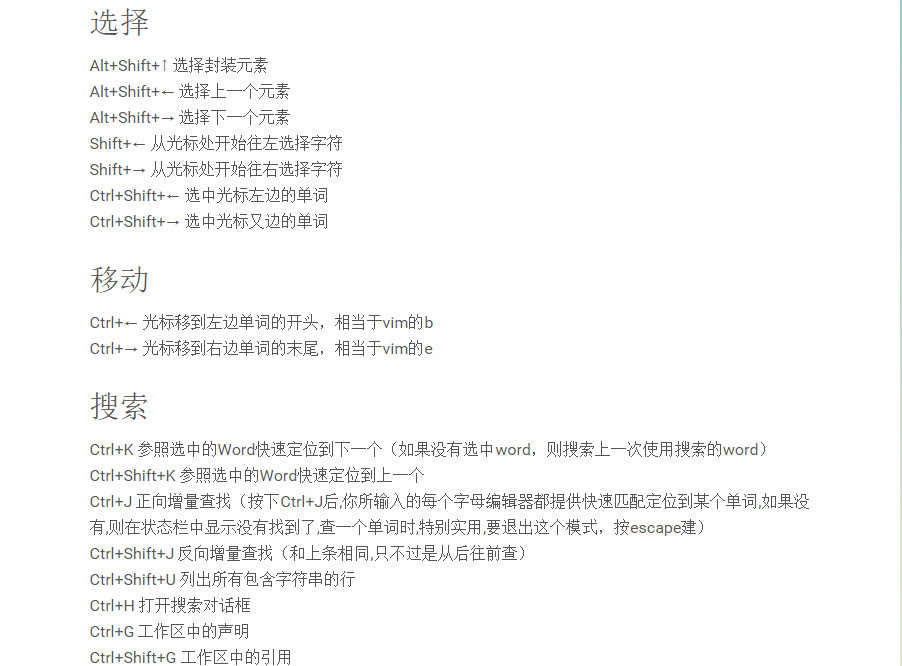 选择
Alt+Shift+↑ 选择封装元素
Alt+Shift+← 选择上一个元素
Alt+Shift+→ 选择下一个元素
Shift+← 从光标处开始往左选择字符
Shift+→ 从光标处开始往右选择字符
Ctrl+Shift+← 选中光标左边的单词
Ctrl+Shift+→ 选中光标又边的单词
移动
Ctrl+← 光标移到左边单词的开头，相当于vim的b
Ctrl+→ 光标移到右边单词的末尾，相当于vim的e
搜索
Ctrl+K 参照选中的Word快速定位到下一个（如果没有选中word，则搜索上一次使用搜索的word）
Ctrl+Shift+K 参照选中的Word快速定位到上一个
Ctrl+J 正向增量查找（按下Ctrl+J后,你所输入的每个字母编辑器都提供快速匹配定位到某个单词,如果没
有,则在状态栏中显示没有找到了,查一个单词时,特别实用,要退出这个模式，按escape建）
Ctrl+Shift+J 反向增量查找（和上条相同,只不过是从后往前查）
Ctrl+Shift+U 列出所有包含字符串的行
Ctrl+H 打开搜索对话框
Ctrl+G 工作区中的声明
Ctrl+Shift+G 工作区中的引用